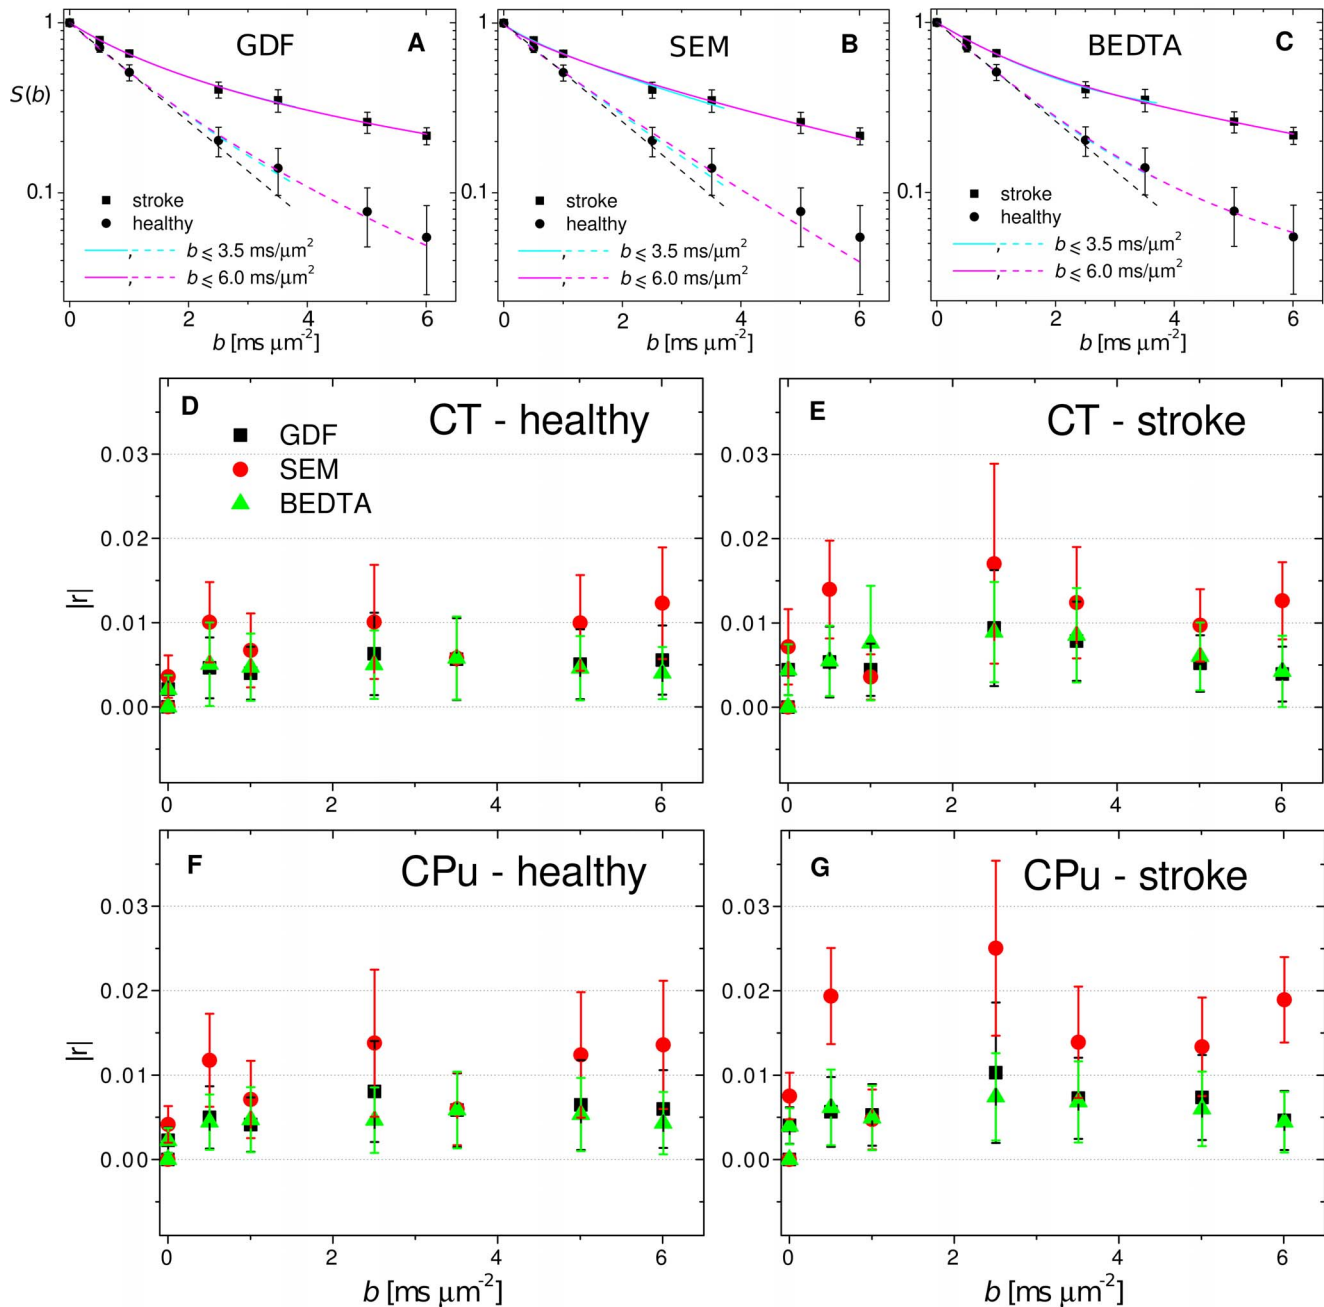 GDF A
1
S(b)
0.1
stroke
healthy
, b ⩽ 3.5 ms/μm²
, b ⩽ 6.0 ms/μm²
0 2 4 6
b [ms μm⁻²]
SEM B
1
0.1
stroke
healthy
, b ⩽ 3.5 ms/μm²
, b ⩽ 6.0 ms/μm²
0 2 4 6
b [ms μm⁻²]
BEDTA C
1
0.1
stroke
healthy
, b ⩽ 3.5 ms/μm²
, b ⩽ 6.0 ms/μm²
0 2 4 6
b [ms μm⁻²]
D CT - healthy
GDF
SEM
BEDTA
0.03
0.02
0.01
0.00
|r|
0 2 4 6
E CT - stroke
0.03
0.02
0.01
0.00
0 2 4 6
F CPu - healthy
0.03
0.02
0.01
0.00
|r|
0 2 4 6
b [ms μm⁻²]
G CPu - stroke
0.03
0.02
0.01
0.00
0 2 4 6
b [ms μm⁻²]